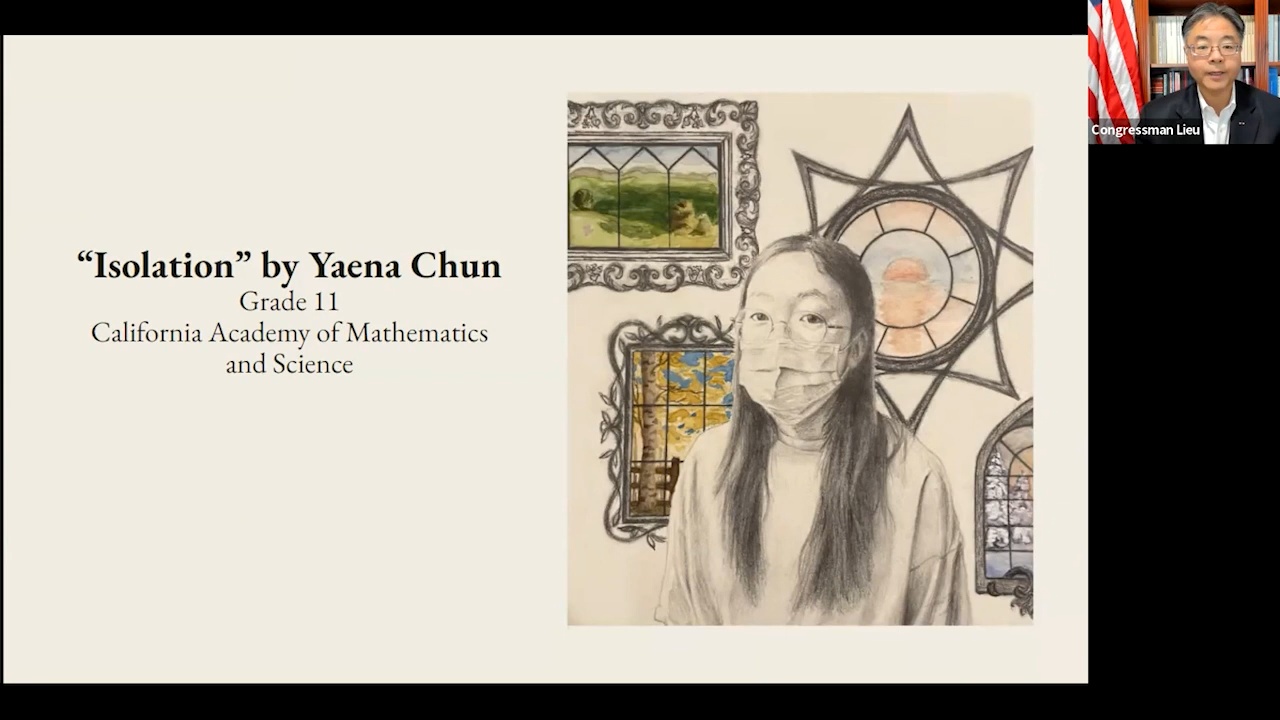 “Isolation” by Yaena Chun
Grade 11
California Academy of Mathematics
and Science
Congressman Lieu